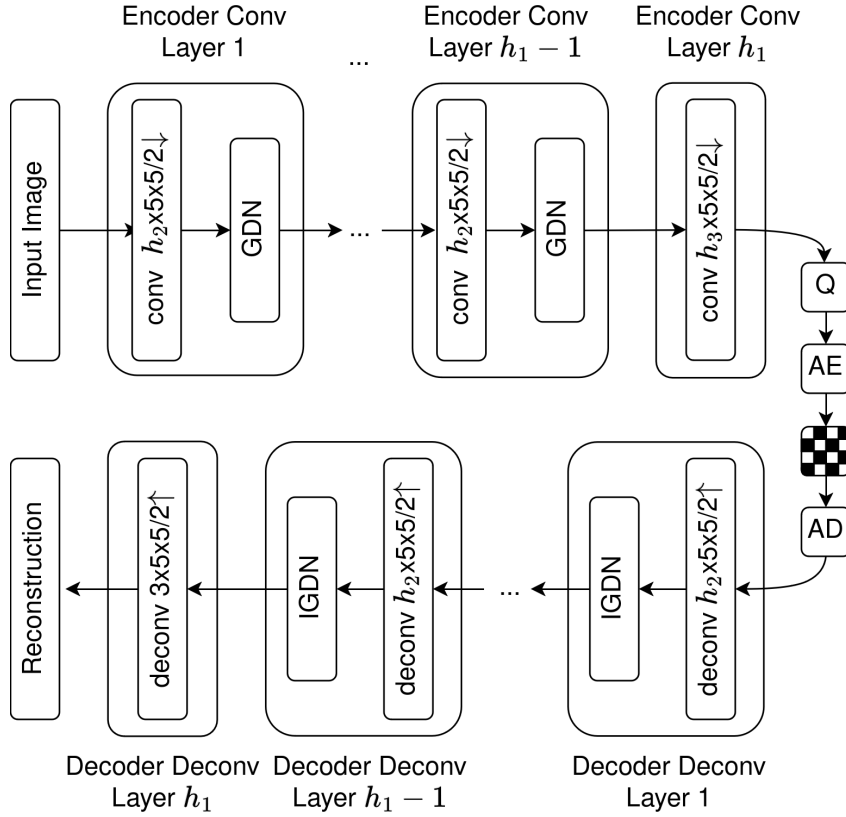 Encoder Conv
Layer 1
...
Encoder Conv
Layer h₁ − 1
Encoder Conv
Layer h₁
Input Image
conv h₂x5x5/2↓
GDN
...
conv h₂x5x5/2↓
GDN
conv h₃x5x5/2↓
Q
AE
AD
Reconstruction
deconv 3x5x5/2↑
IGDN
deconv h₂x5x5/2↑
...
IGDN
deconv h₂x5x5/2↑
Decoder Deconv
Layer h₁
Decoder Deconv
Layer h₁ − 1
Decoder Deconv
Layer 1